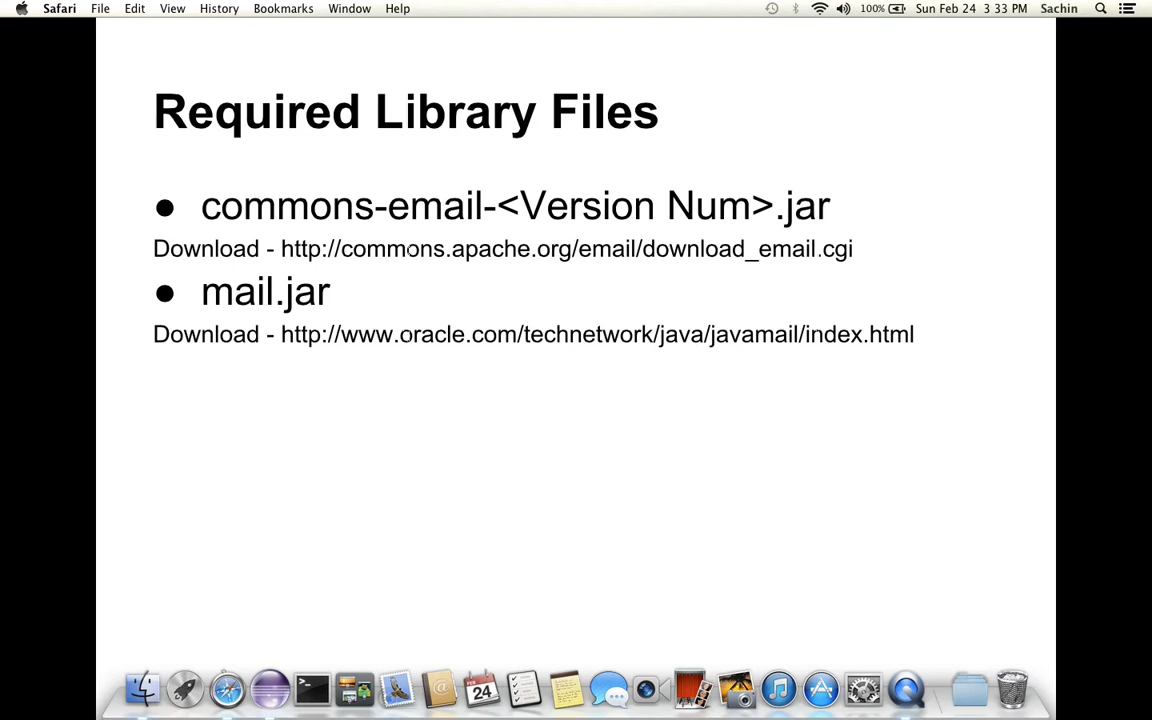 Safari File Edit View History Bookmarks Window Help 100% Sun Feb 24 3 33 PM Sachin
Required Library Files
● commons-email-<Version Num>.jar
Download - http://commons.apache.org/email/download_email.cgi
● mail.jar
Download - http://www.oracle.com/technetwork/java/javamail/index.html
FEB
24